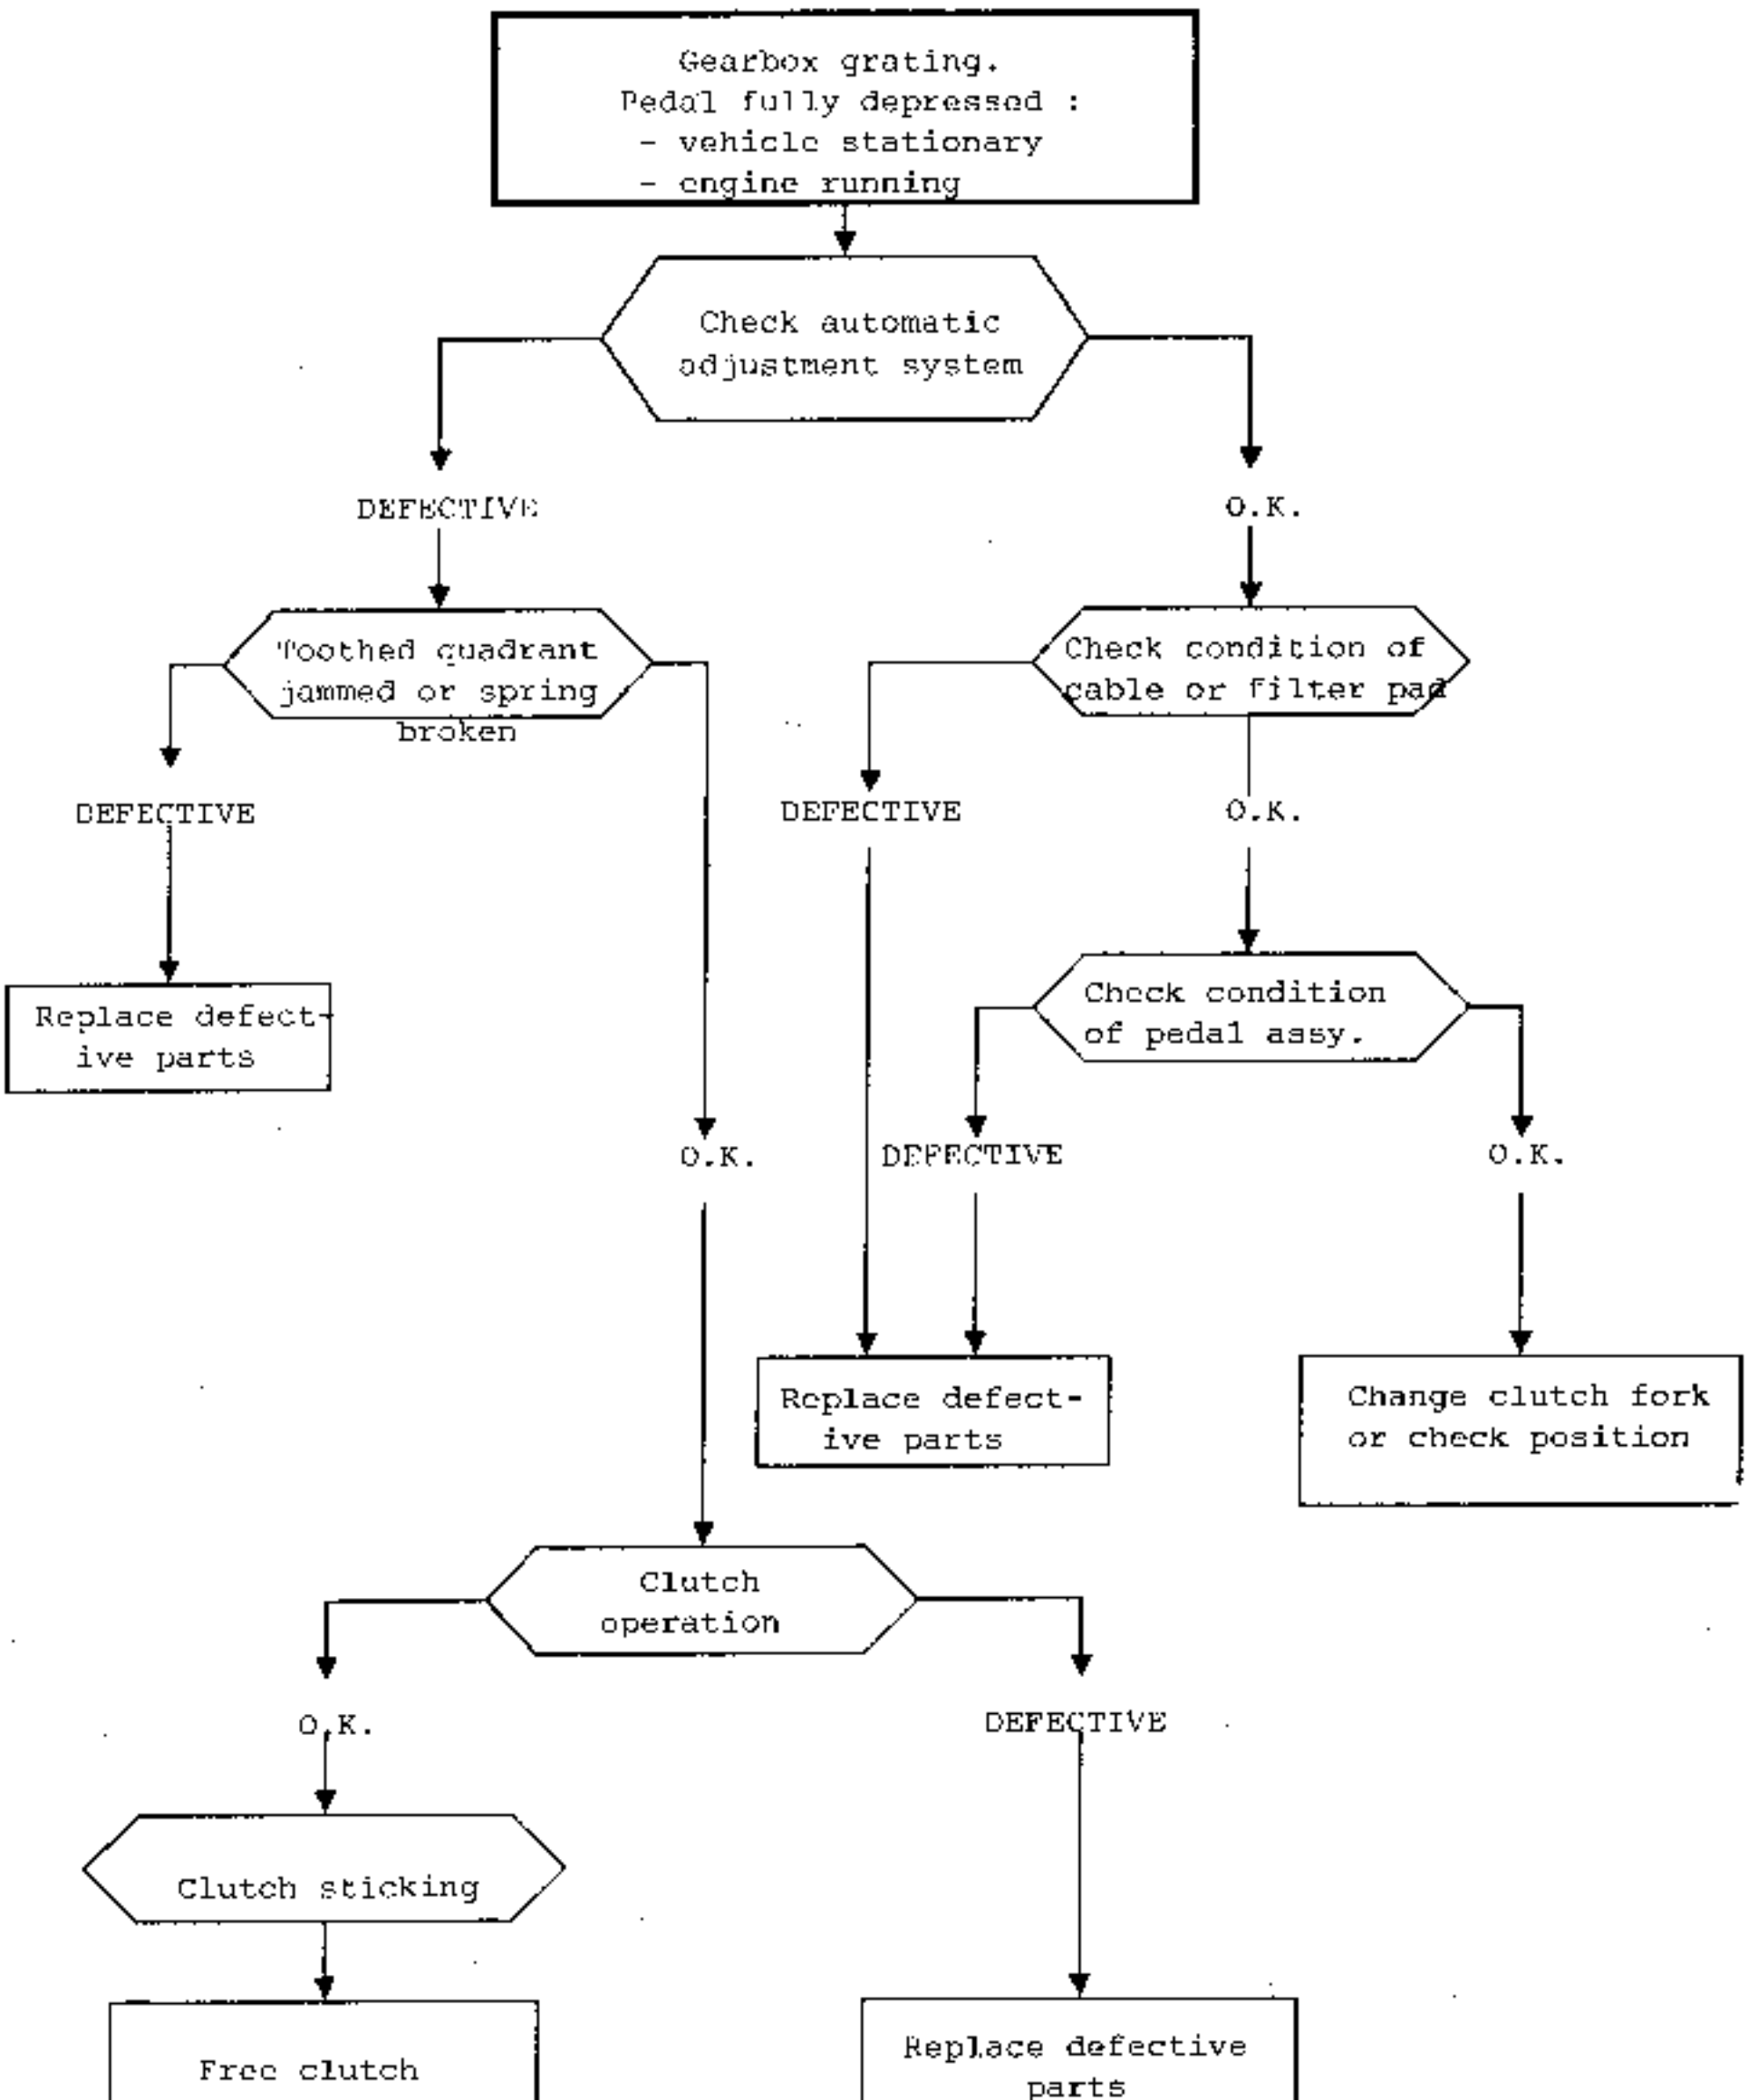 Gearbox grating.
Pedal fully depressed :
- vehicle stationary
- engine running
Check automatic
adjustment system
DEFECTIVE
O.K.
Toothed quadrant
jammed or spring
broken
Check condition of
cable or filter pad
DEFECTIVE
DEFECTIVE
O.K.
Replace defect-
ive parts
Check condition
of pedal assy.
O.K.
DEFECTIVE
O.K.
Replace defect-
ive parts
Change clutch fork
or check position
Clutch
operation
O.K.
DEFECTIVE
Clutch sticking
Free clutch
Replace defective
parts